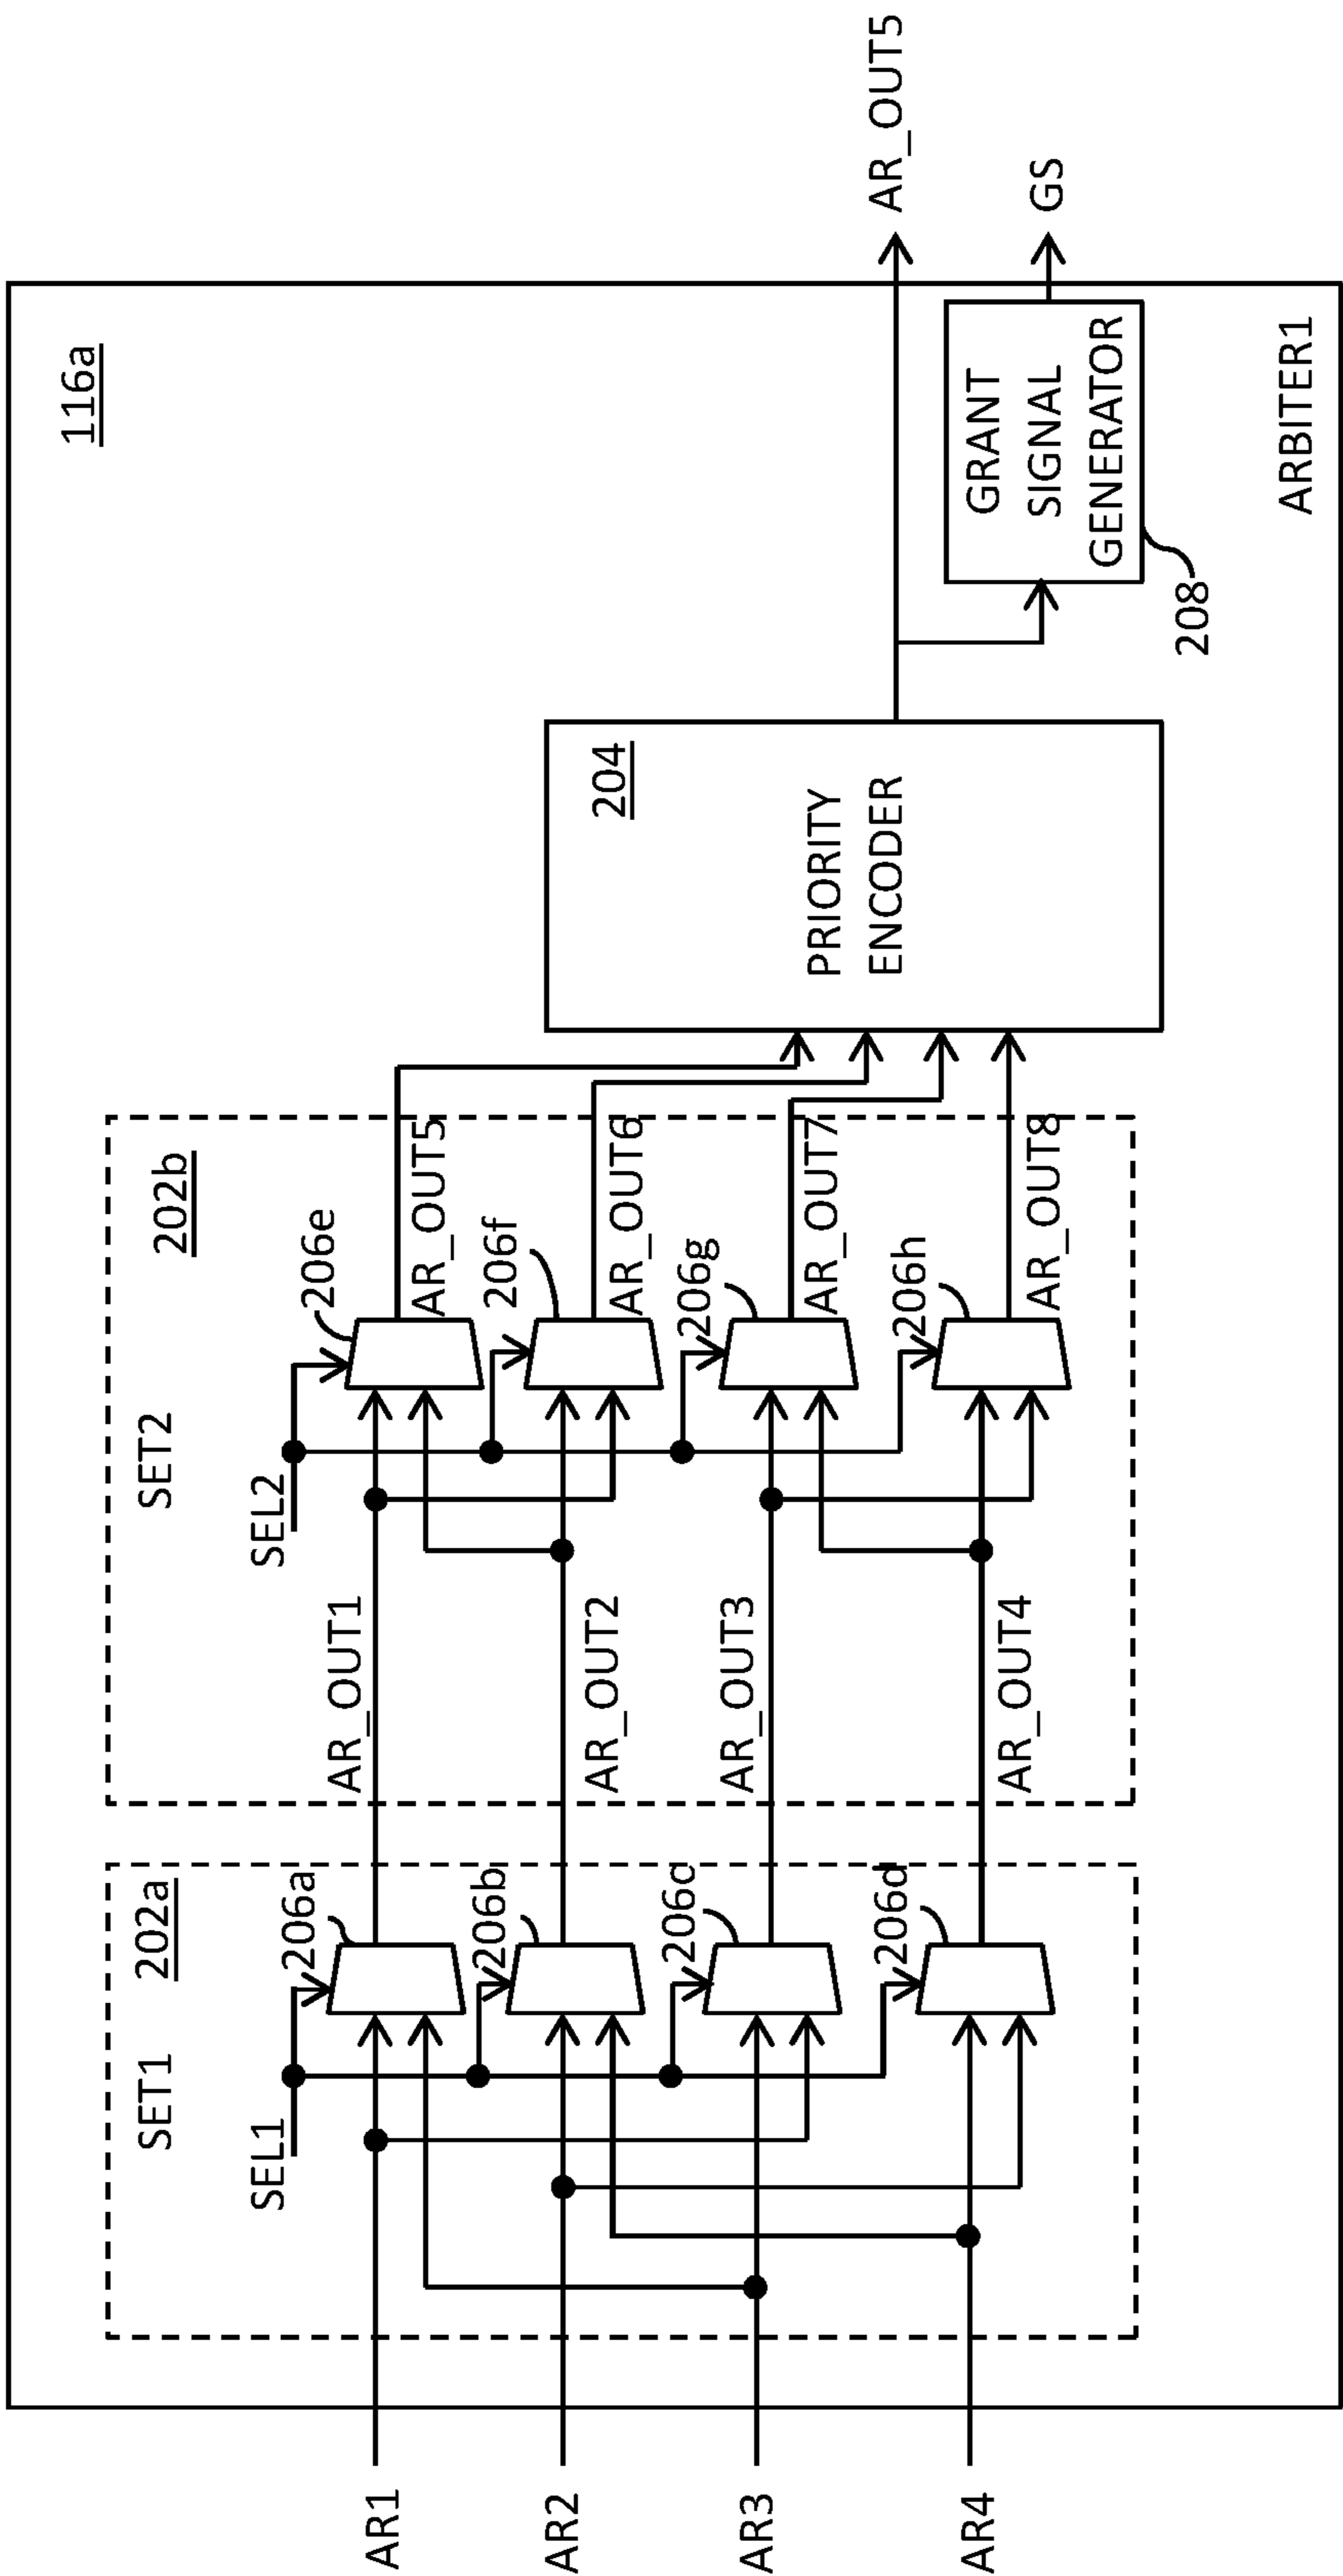 116a
SET1
202a
SET2
202b
SEL1
SEL2
206a
206b
206c
206d
206e
206f
206g
206h
AR1
AR2
AR3
AR4
AR_OUT1
AR_OUT2
AR_OUT3
AR_OUT4
AR_OUT5
AR_OUT6
AR_OUT7
AR_OUT8
204
PRIORITY
ENCODER
GRANT
SIGNAL
GENERATOR
208
AR_OUT5
GS
ARBITER1